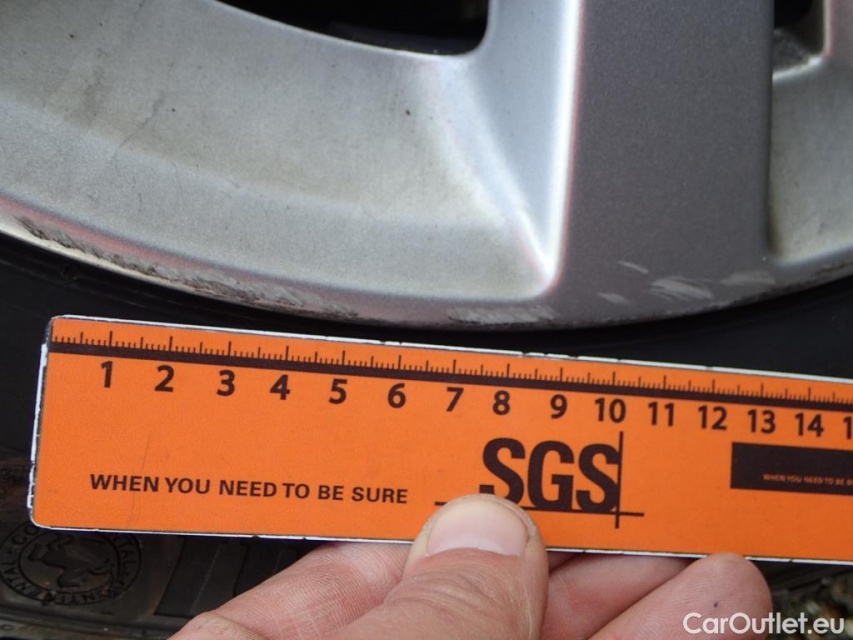 1 2 3 4 5 6 7 8 9 10 11 12 13 14 1
SGS
WHEN YOU NEED TO BE SURE
CarOutlet.eu